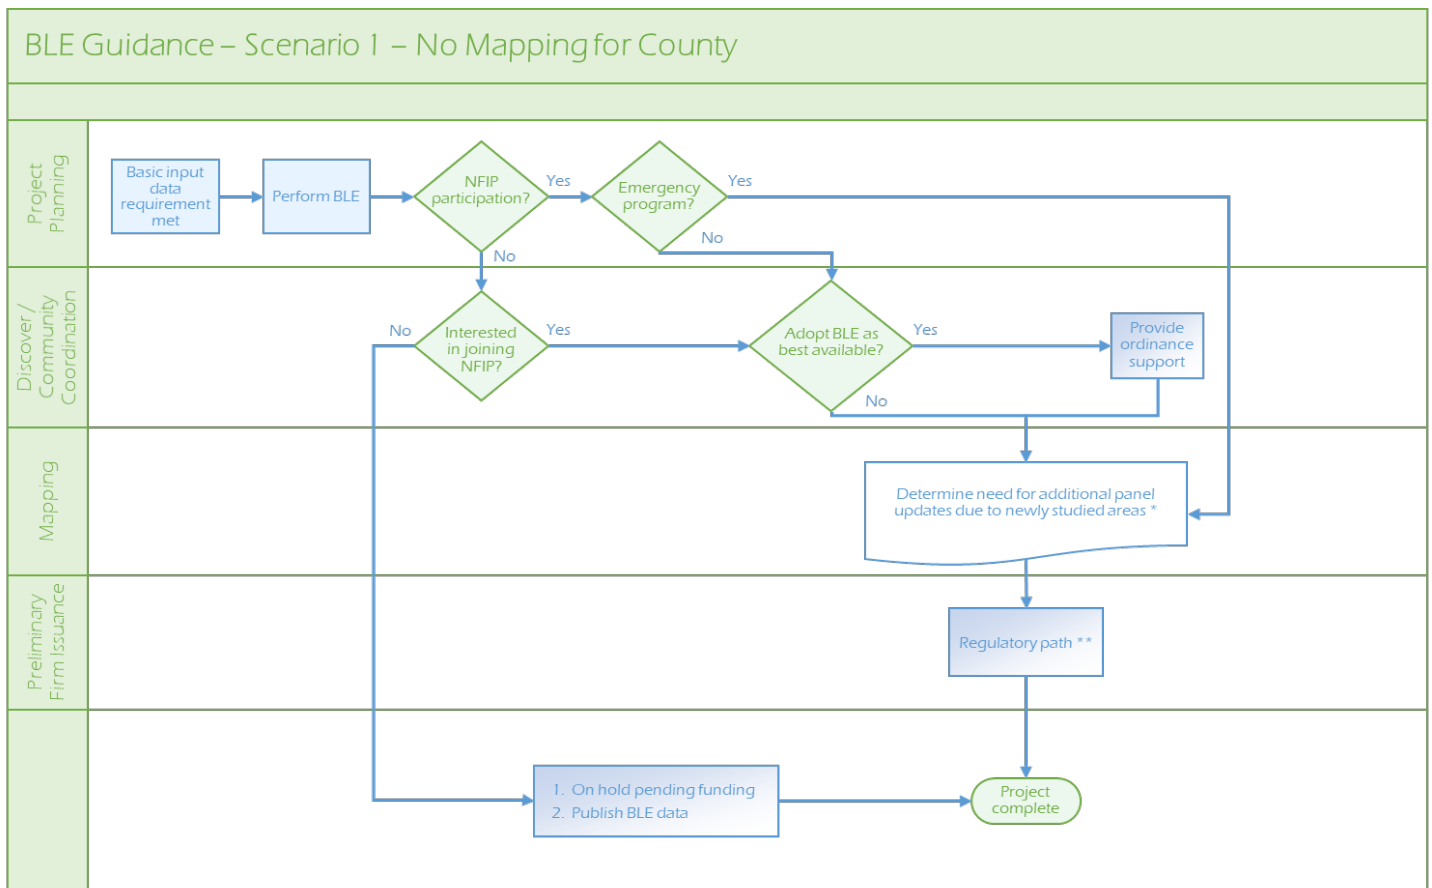 BLE Guidance – Scenario 1 – No Mapping for County
Project
Planning
Basic input
data
requirement
met
Perform BLE
NFIP
participation?
Yes
No
Emergency
program?
Yes
No
Discover /
Community
Coordination
No
Interested
in joining
NFIP?
Yes
Adopt BLE as
best available?
Yes
No
Provide
ordinance
support
Mapping
Determine need for additional panel
updates due to newly studied areas *
Preliminary
Firm Issuance
Regulatory path **
1. On hold pending funding
2. Publish BLE data
Project
complete